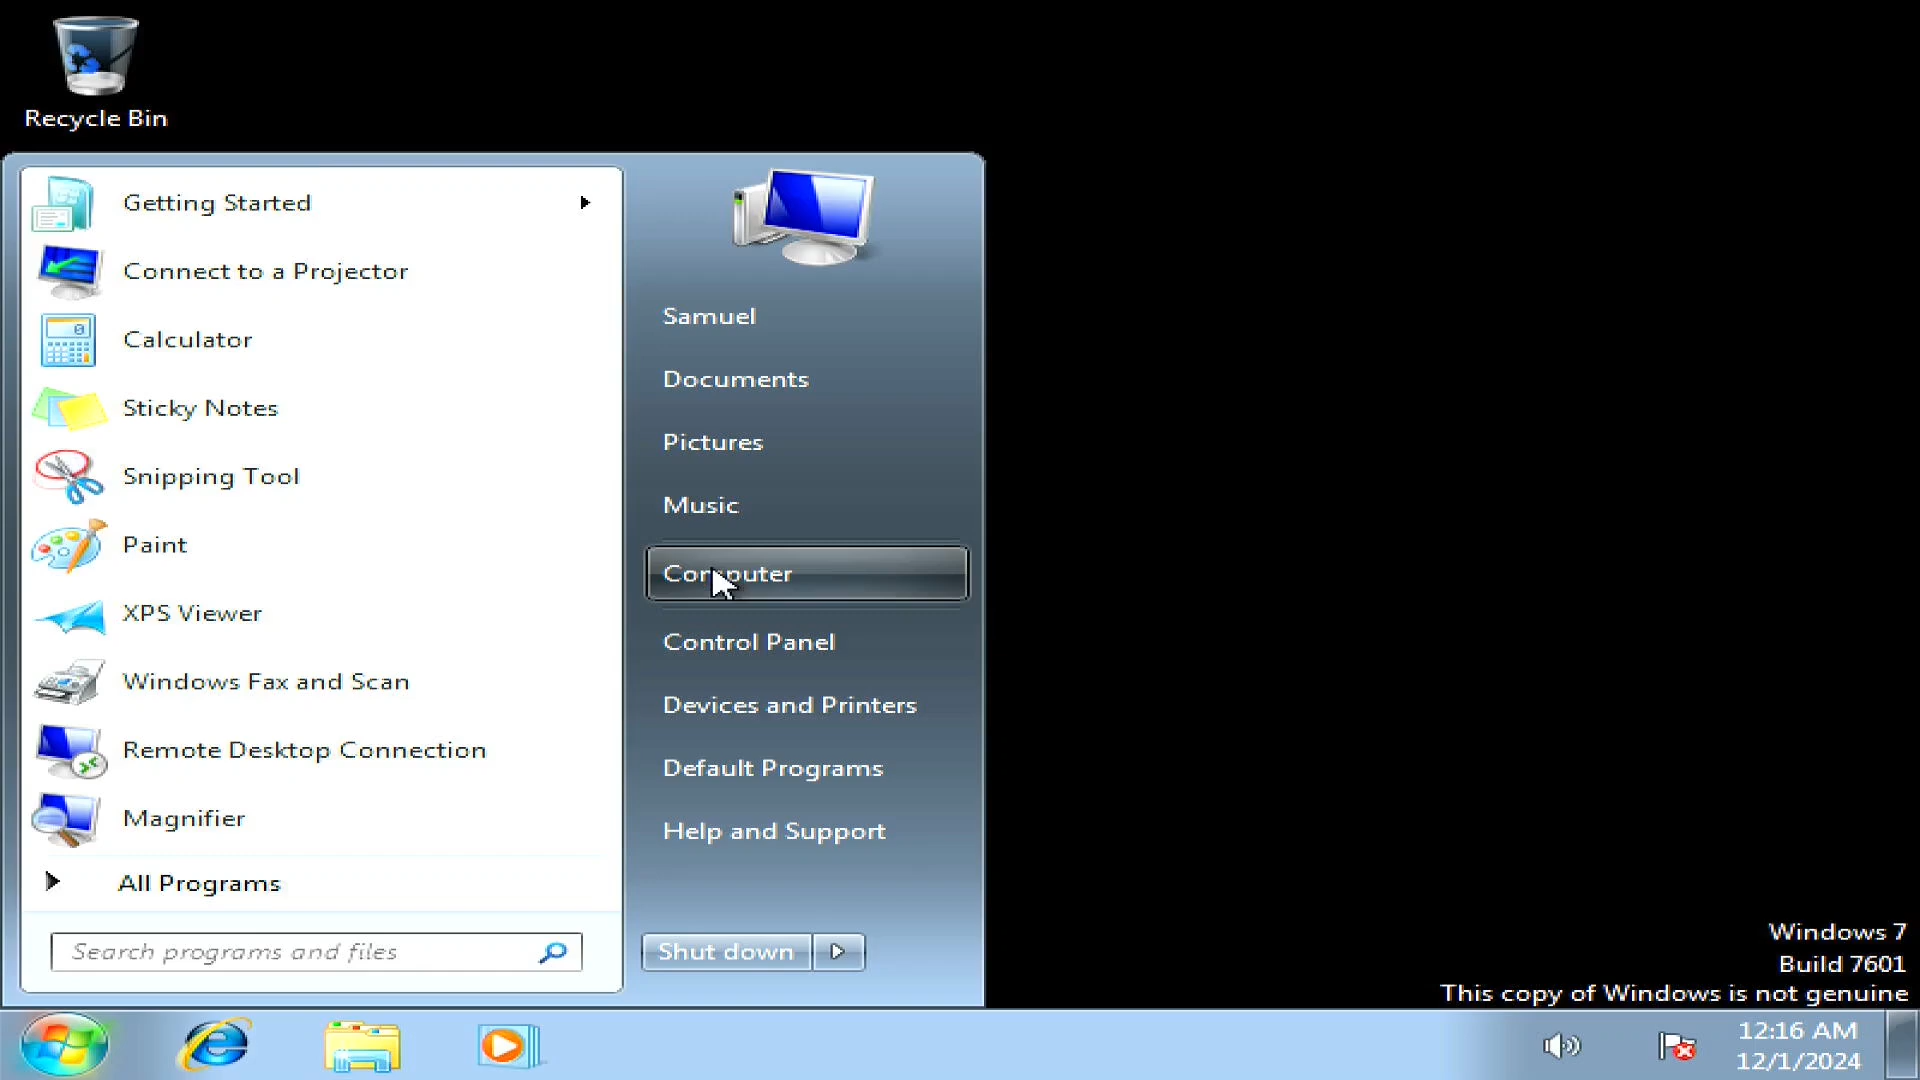 Recycle Bin
Getting Started
Connect to a Projector
Calculator
Sticky Notes
Snipping Tool
Paint
XPS Viewer
Windows Fax and Scan
Remote Desktop Connection
Magnifier
All Programs
Search programs and files
Samuel
Documents
Pictures
Music
Computer
Control Panel
Devices and Printers
Default Programs
Help and Support
Shut down
Windows 7
Build 7601
This copy of Windows is not genuine
12:16 AM
12/1/2024